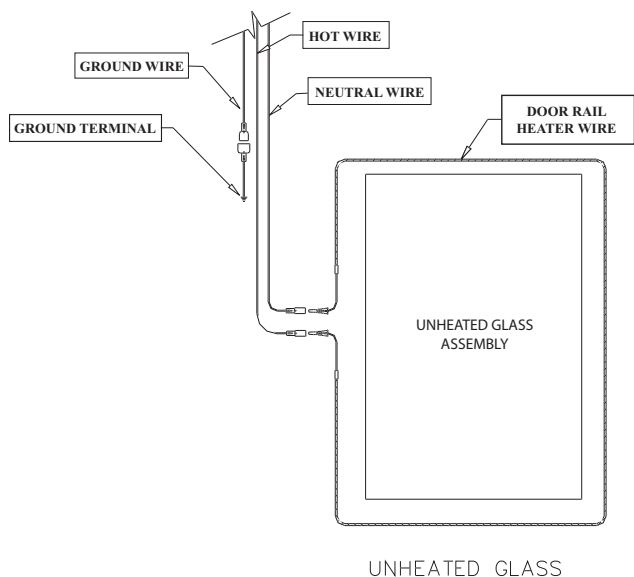 HOT WIRE
GROUND WIRE
NEUTRAL WIRE
DOOR RAIL
HEATER WIRE
GROUND TERMINAL
UNHEATED GLASS
ASSEMBLY
UNHEATED GLASS